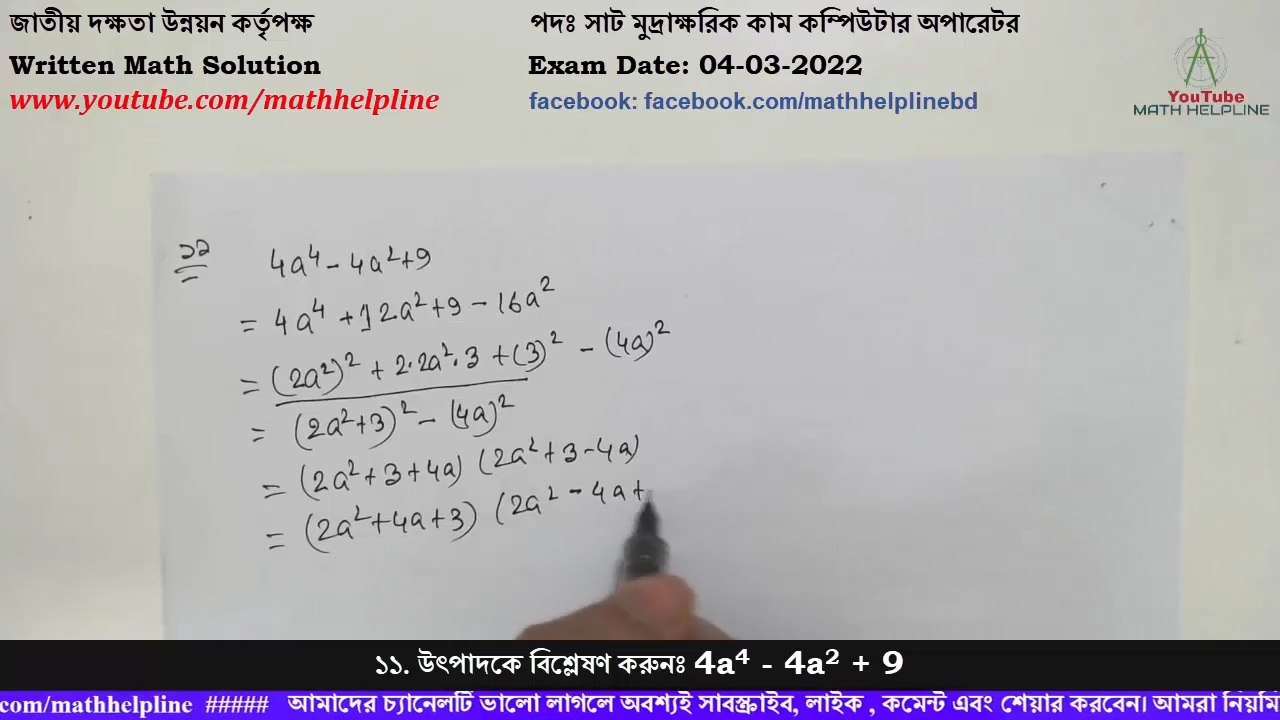 জাতীয় দক্ষতা উন্নয়ন কর্তৃপক্ষ
পদঃ সাট মুদ্রাক্ষরিক কাম কম্পিউটার অপারেটর
Written Math Solution
Exam Date: 04-03-2022
www.youtube.com/mathhelpline
facebook: facebook.com/mathhelplinebd
YouTube
MATH HELPLINE
১১ 4a⁴ - 4a² + 9
= 4a⁴ + 12a² + 9 - 16a²
= (2a²)² + 2·2a²·3 + (3)² - (4a)²
= (2a² + 3)² - (4a)²
= (2a² + 3 + 4a) (2a² + 3 - 4a)
= (2a² + 4a + 3) (2a² - 4a +
১১. উৎপাদকে বিশ্লেষণ করুনঃ 4a⁴ - 4a² + 9
com/mathhelpline ##### আমাদের চ্যানেলটি ভালো লাগলে অবশ্যই সাবস্ক্রাইব, লাইক , কমেন্ট এবং শেয়ার করবেন। আমরা নিয়মি